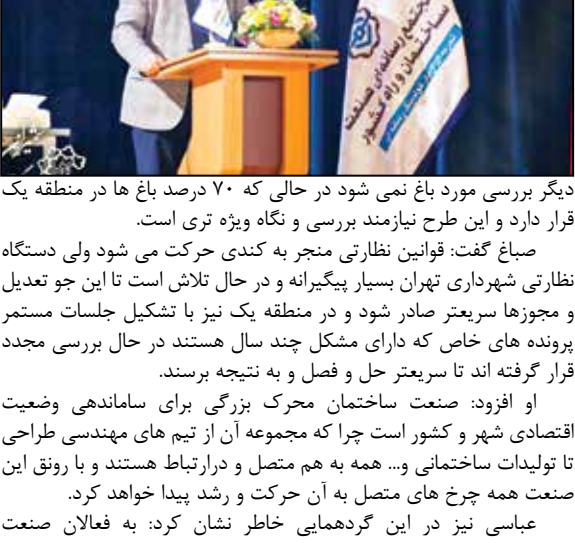 مجتمع رسانه‌ای صنعت
ساختمان و راه کشور
دیگر بررسی مورد باغ نمی شود در حالی که ۷۰ درصد باغ ها در منطقه یک
قرار دارد و این طرح نیازمند بررسی و نگاه ویژه تری است.
صباغ گفت: قوانین نظارتی منجر به کندی حرکت می شود ولی دستگاه
نظارتی شهرداری تهران بسیار پیگیرانه و در حال تلاش است تا این جو تعدیل
و مجوزها سریعتر صادر شود و در منطقه یک نیز با تشکیل جلسات مستمر
پرونده های خاص که دارای مشکل چند سال هستند در حال بررسی مجدد
قرار گرفته اند تا سریعتر حل و فصل و به نتیجه برسند.
او افزود: صنعت ساختمان محرک بزرگی برای ساماندهی وضعیت
اقتصادی شهر و کشور است چرا که مجموعه آن از تیم های مهندسی طراحی
تا تولیدات ساختمانی و... همه به هم متصل و درارتباط هستند و با رونق این
صنعت همه چرخ های متصل به آن حرکت و رشد پیدا خواهد کرد.
عباسی نیز در این گردهمایی خاطر نشان کرد: به فعالان صنعت